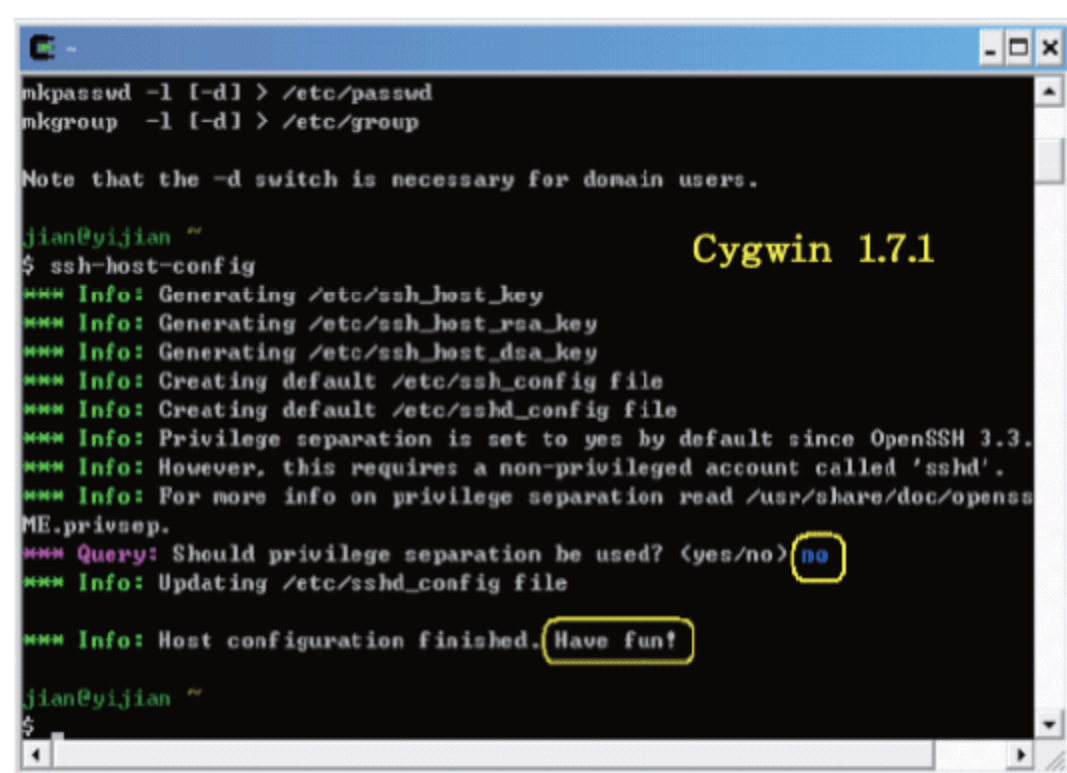 ~
mkpasswd -l [-d] > /etc/passwd
mkgroup -l [-d] > /etc/group
Note that the -d switch is necessary for domain users.
jian@yijian ~
Cygwin 1.7.1
$ ssh-host-config
*** Info: Generating /etc/ssh_host_key
*** Info: Generating /etc/ssh_host_rsa_key
*** Info: Generating /etc/ssh_host_dsa_key
*** Info: Creating default /etc/ssh_config file
*** Info: Creating default /etc/sshd_config file
*** Info: Privilege separation is set to yes by default since OpenSSH 3.3.
*** Info: However, this requires a non-privileged account called 'sshd'.
*** Info: For more info on privilege separation read /usr/share/doc/openss
ME.privsep.
*** Query: Should privilege separation be used? (yes/no) no
*** Info: Updating /etc/sshd_config file
*** Info: Host configuration finished. Have fun!
jian@yijian ~
$